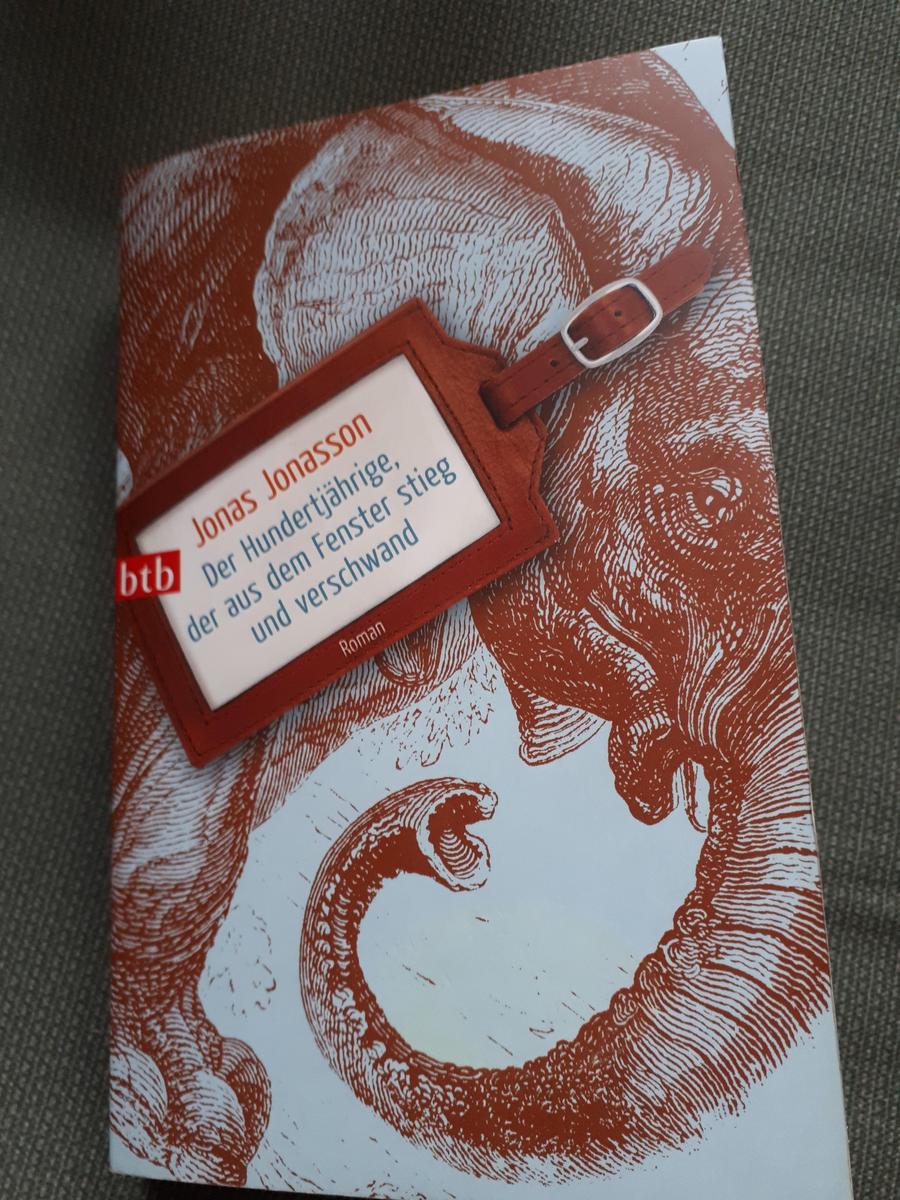 Jonas Jonasson
Der Hundertjährige,
der aus dem Fenster stieg
und verschwand
btb
Roman